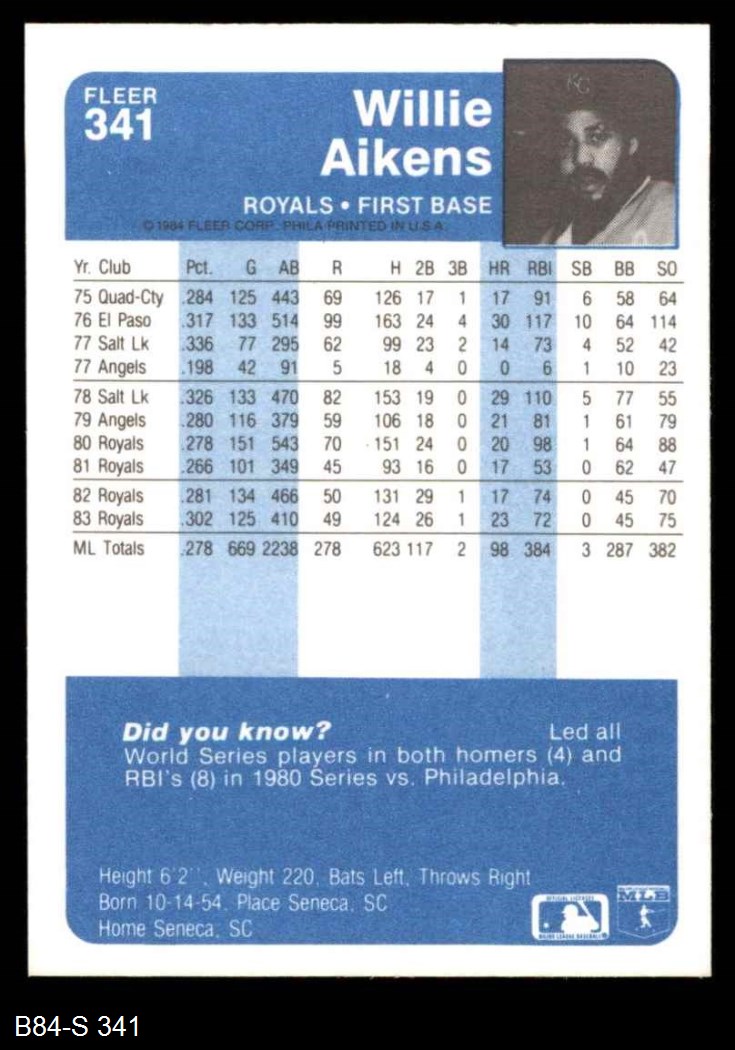 FLEER
341
Willie
Aikens
KC
ROYALS • FIRST BASE
© 1984 FLEER CORP. PHILA PRINTED IN U.S.A.
Yr. Club Pct. G AB R H 2B 3B HR RBI SB BB SO
75 Quad-Cty .284 125 443 69 126 17 1 17 91 6 58 64
76 El Paso .317 133 514 99 163 24 4 30 117 10 64 114
77 Salt Lk .336 77 295 62 99 23 2 14 73 4 52 42
77 Angels .198 42 91 5 18 4 0 0 6 1 10 23
78 Salt Lk .326 133 470 82 153 19 0 29 110 5 77 55
79 Angels .280 116 379 59 106 18 0 21 81 1 61 79
80 Royals .278 151 543 70 151 24 0 20 98 1 64 88
81 Royals .266 101 349 45 93 16 0 17 53 0 62 47
82 Royals .281 134 466 50 131 29 1 17 74 0 45 70
83 Royals .302 125 410 49 124 26 1 23 72 0 45 75
ML Totals .278 669 2238 278 623 117 2 98 384 3 287 382
Did you know? Led all
World Series players in both homers (4) and
RBI's (8) in 1980 Series vs. Philadelphia.
Height 6'2'', Weight 220, Bats Left, Throws Right
Born 10-14-54, Place Seneca, SC
Home Seneca, SC
MLB
B84-S 341